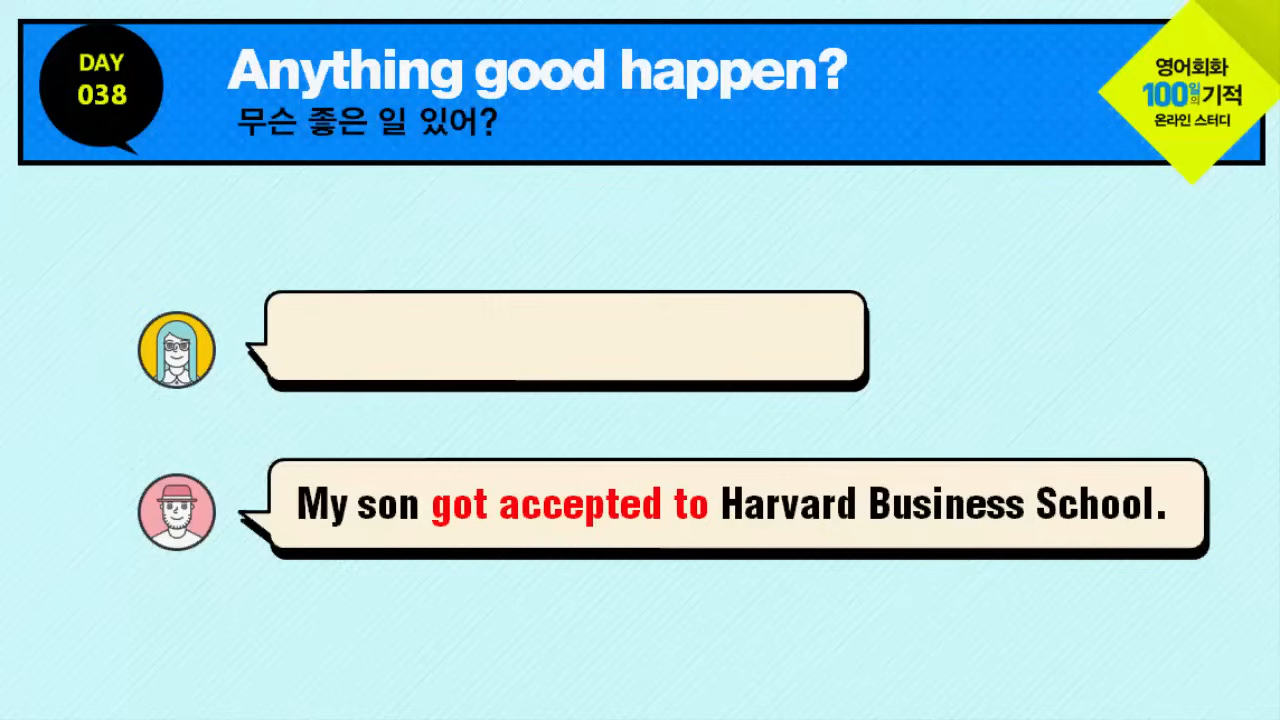 DAY
038
Anything good happen?
무슨 좋은 일 있어?
영어회화
100일의 기적
온라인 스터디
My son got accepted to Harvard Business School.